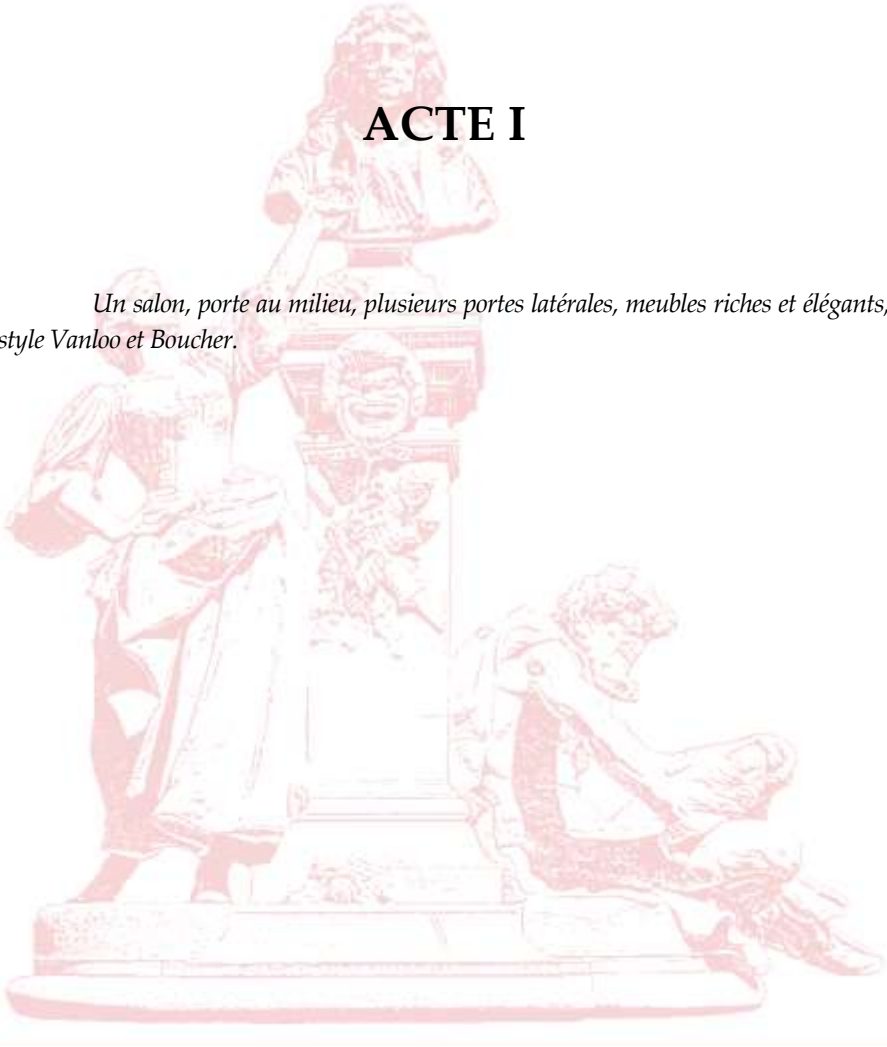 ACTE I
Un salon, porte au milieu, plusieurs portes latérales, meubles riches et élégants,
style Vanloo et Boucher.